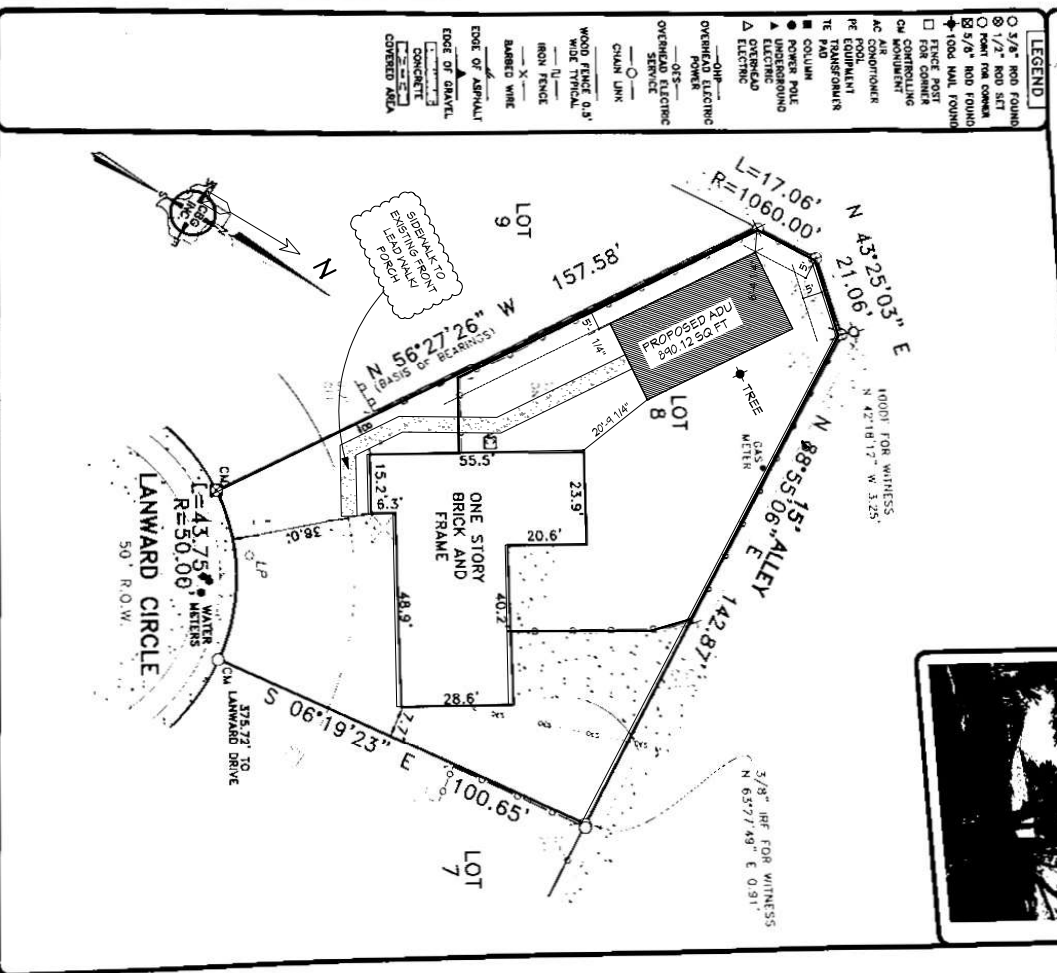 LEGEND
3/8" ROD FOUND
1/2" ROD SET
POINT FOR CORNER
5/8" ROD FOUND
100d NAIL FOUND
FENCE POST
FOR CORNER
CM CONTROLLING
MONUMENT
AC AIR
CONDITIONER
PE POOL
EQUIPMENT
TE TRANSFORMER
PAD
COLUMN
POWER POLE
UNDERGROUND
ELECTRIC
OVERHEAD
ELECTRIC
OHP
OVERHEAD ELECTRIC
POWER
OES
OVERHEAD ELECTRIC
SERVICE
CHAIN LINK
WOOD FENCE 0.5'
WIDE TYPICAL
IRON FENCE
BARBED WIRE
EDGE OF ASPHALT
EDGE OF GRAVEL
CONCRETE
COVERED AREA
CBG
INC.
N
SIDEWALK TO
EXISTING FRONT
LEAD WALK/
PORCH
LOT
9
L=17.06'
R=1060.00'
N 43°25'03" E
21.06'
157.58'
N 56°27'26" W
(BASIS OF BEARINGS)
PROPOSED ADU
890.12 SQ FT
5'
5'
TREE
LOT
8
20'-9 1/4"
GAS
METER
100DF FOR WITNESS
N 42°18'17" W 3.25'
15' ALLEY
N 88°55'06" E
142.87'
55.5'
15.2'
6.3'
23.9'
20.6'
ONE STORY
BRICK AND
FRAME
48.9'
40.2'
28.6'
7.7'
38.0'
CM
LP
L=43.75'
R=50.00'
WATER
METERS
LANWARD CIRCLE
50' R.O.W.
CM
375.72' TO
LANWARD DRIVE
S 06°19'23" E
100.65'
LOT
7
3/8" IRF FOR WITNESS
N 63°27'49" E 0.91'